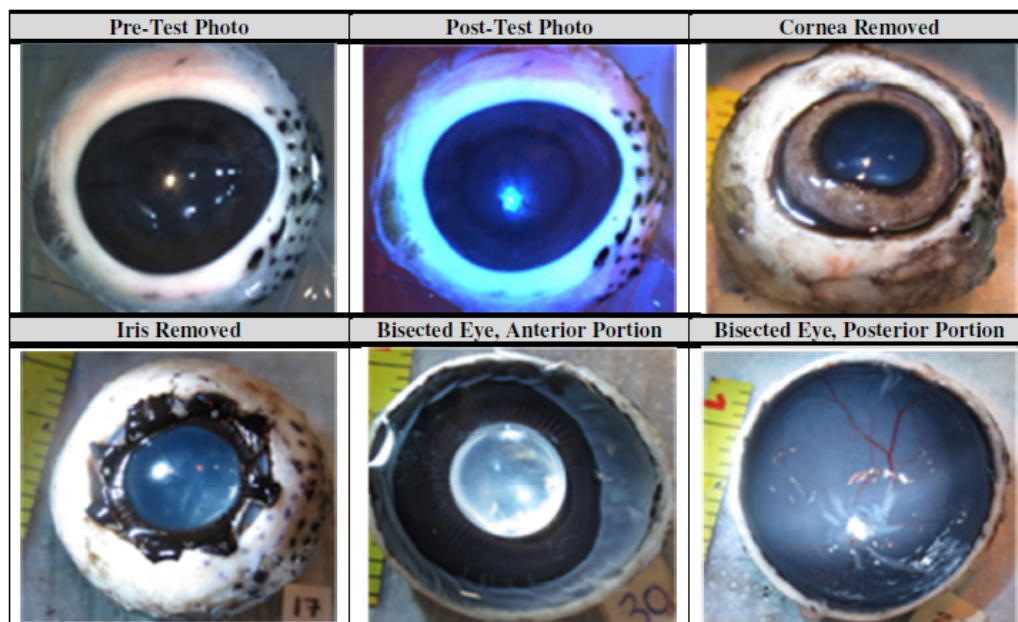 Pre-Test Photo
Post-Test Photo
Cornea Removed
Iris Removed
Bisected Eye, Anterior Portion
Bisected Eye, Posterior Portion
17
30